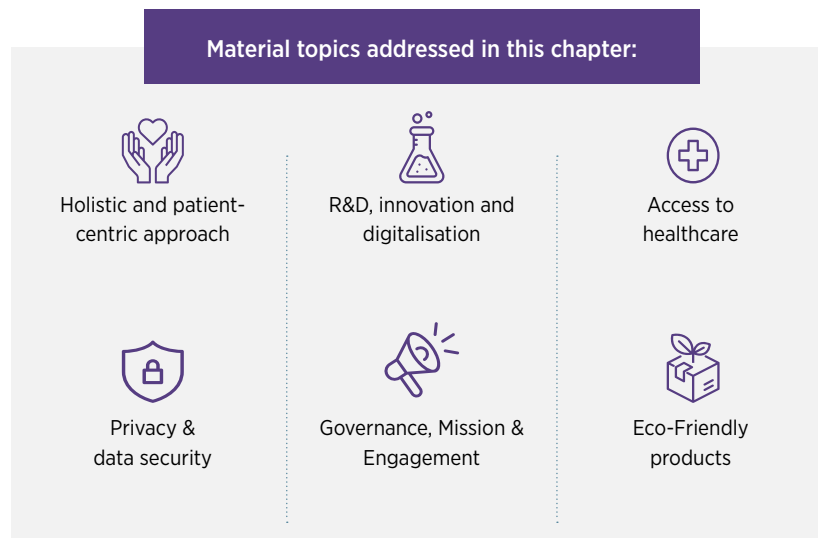 Material topics addressed in this chapter:
Holistic and patient-
centric approach
R&D, innovation and
digitalisation
Access to
healthcare
Privacy &
data security
Governance, Mission &
Engagement
Eco-Friendly
products